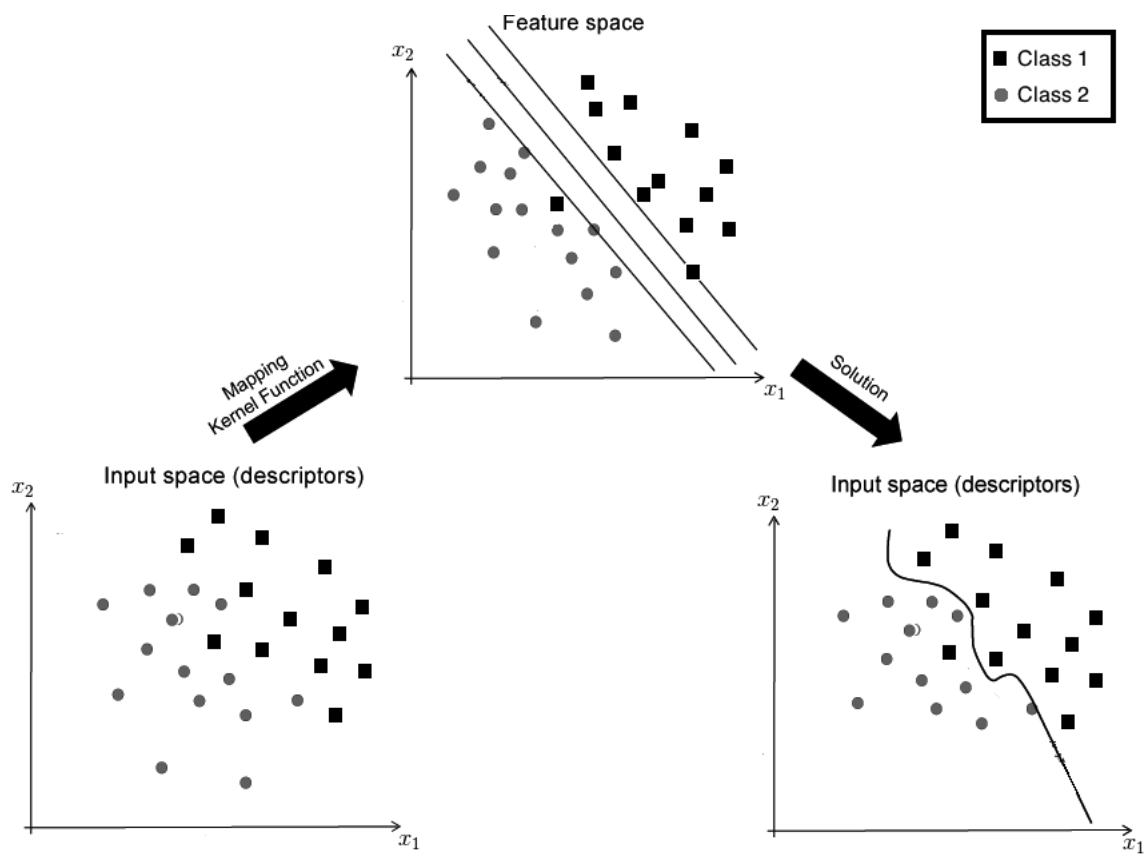 Feature space
x₂
Class 1
Class 2
x₁
Mapping
Kernel Function
Solution
Input space (descriptors)
x₂
x₁
Input space (descriptors)
x₂
x₁